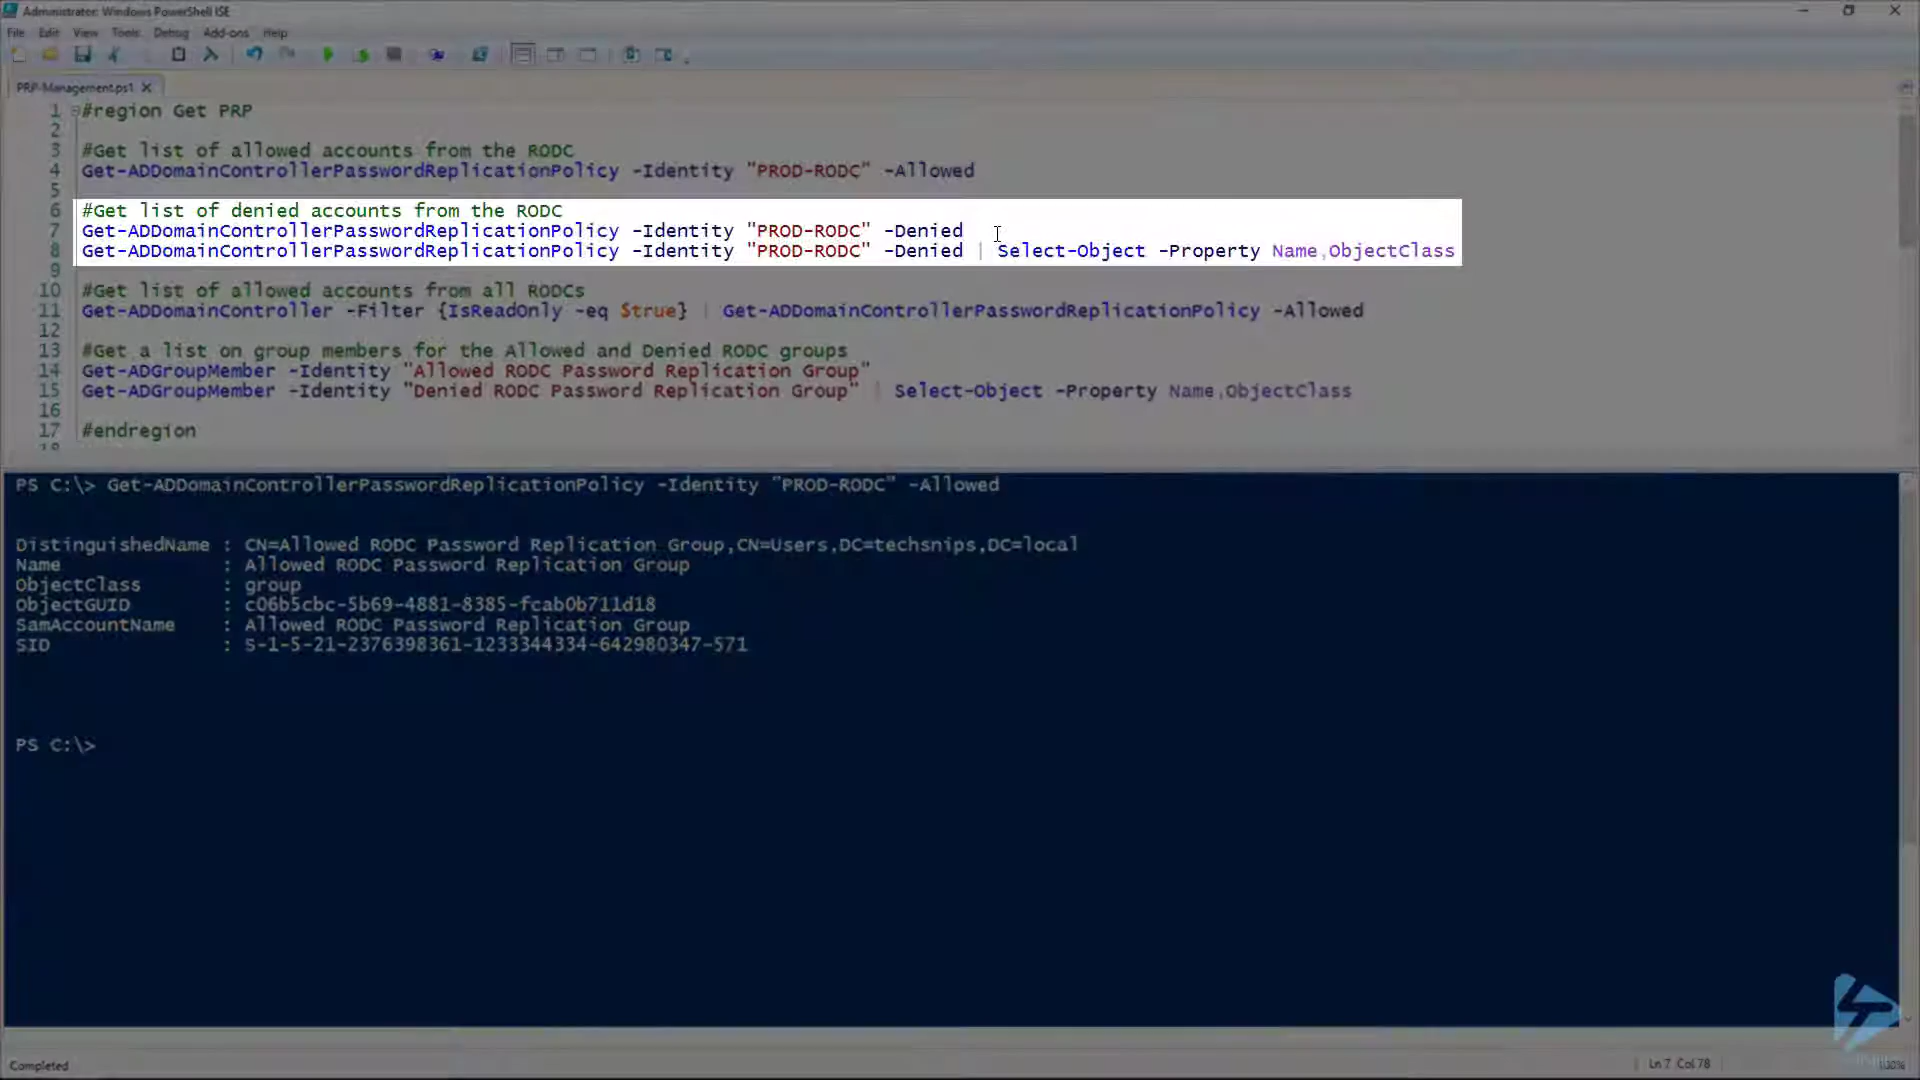 Administrator: Windows PowerShell ISE
File Edit View Tools Debug Add-ons Help
PRP-Management.ps1
1 #region Get PRP
2
3 #Get list of allowed accounts from the RODC
4 Get-ADDomainControllerPasswordReplicationPolicy -Identity "PROD-RODC" -Allowed
5
6 #Get list of denied accounts from the RODC
7 Get-ADDomainControllerPasswordReplicationPolicy -Identity "PROD-RODC" -Denied
8 Get-ADDomainControllerPasswordReplicationPolicy -Identity "PROD-RODC" -Denied | Select-Object -Property Name,ObjectClass
9
10 #Get list of allowed accounts from all RODCs
11 Get-ADDomainController -Filter {IsReadOnly -eq $true} | Get-ADDomainControllerPasswordReplicationPolicy -Allowed
12
13 #Get a list on group members for the Allowed and Denied RODC groups
14 Get-ADGroupMember -Identity "Allowed RODC Password Replication Group"
15 Get-ADGroupMember -Identity "Denied RODC Password Replication Group" | Select-Object -Property Name,ObjectClass
16
17 #endregion
18
PS C:\> Get-ADDomainControllerPasswordReplicationPolicy -Identity "PROD-RODC" -Allowed
DistinguishedName : CN=Allowed RODC Password Replication Group,CN=Users,DC=techsnips,DC=local
Name : Allowed RODC Password Replication Group
ObjectClass : group
ObjectGUID : c06b5cbc-5b69-4881-8385-fcab0b711d18
SamAccountName : Allowed RODC Password Replication Group
SID : S-1-5-21-2376398361-1233344334-642980347-571
PS C:\>
Completed
Ln 7 Col 78
100%